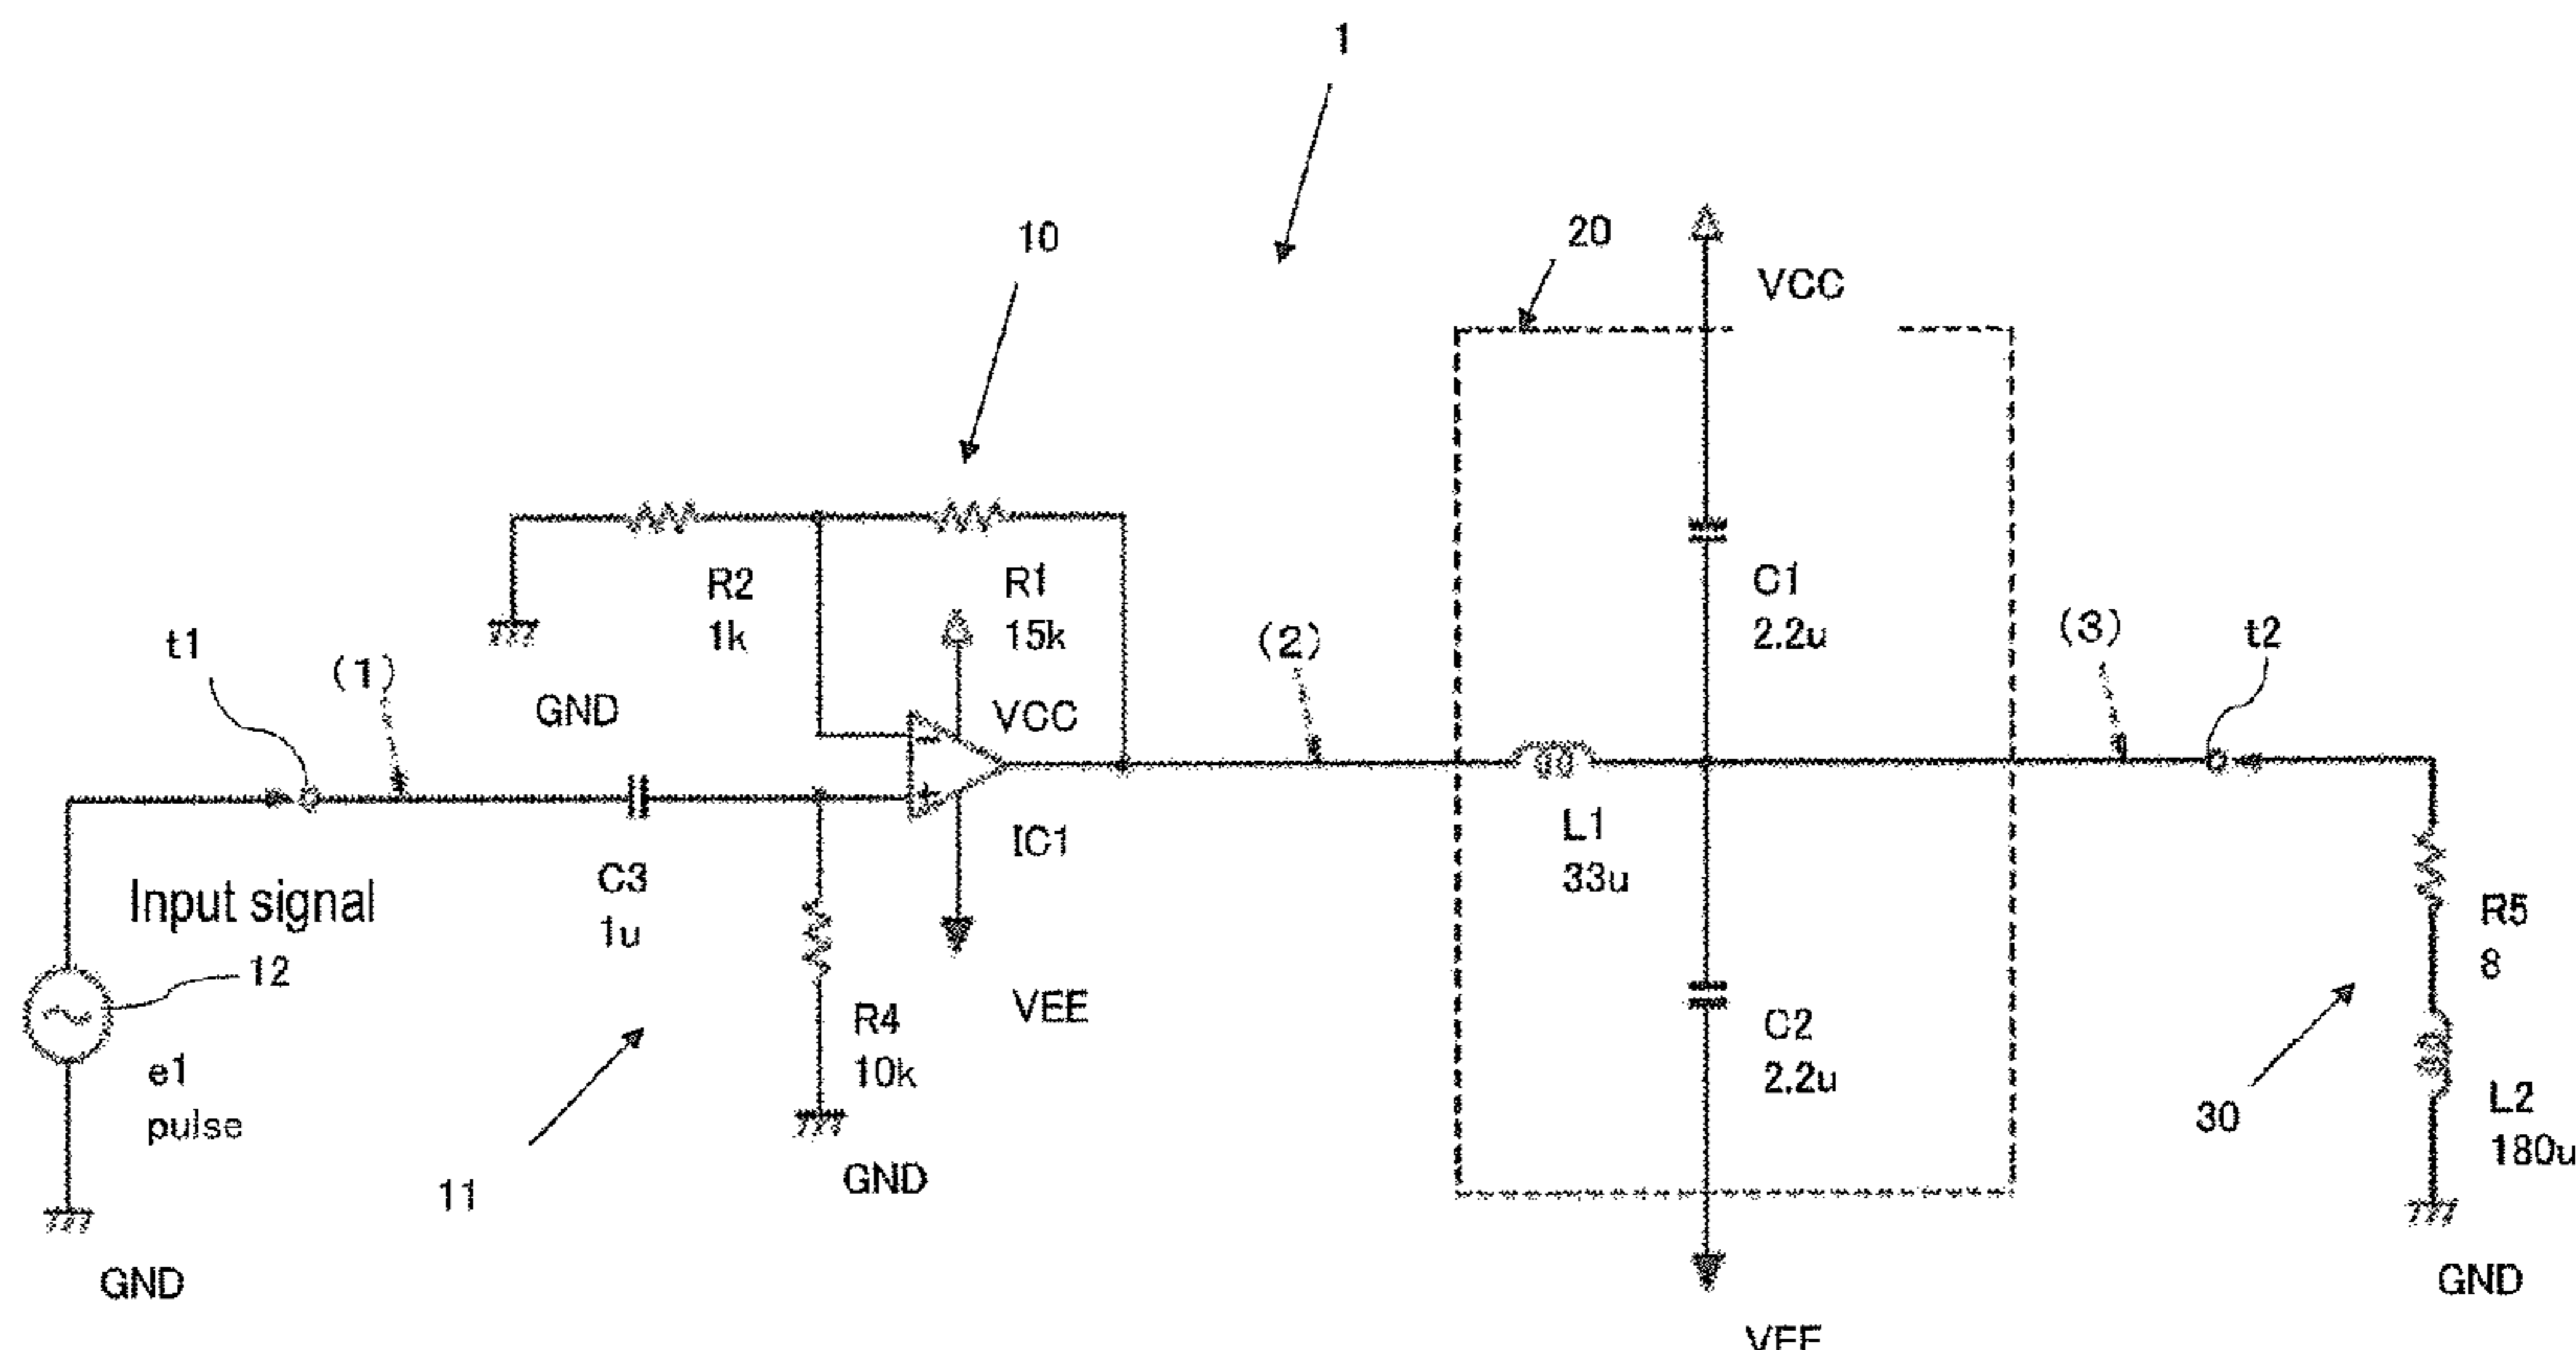 1
10
20
VCC
R2
1k
R1
15k
C1
2.2u
t1
(1)
(2)
(3)
t2
GND
VCC
IC1
L1
33u
Input signal
C3
1u
R5
8
12
R4
10k
VEE
C2
2.2u
e1
pulse
30
L2
180u
11
GND
GND
GND
VEE